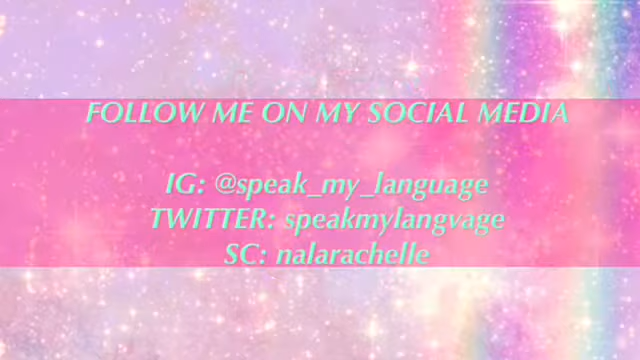 FOLLOW ME ON MY SOCIAL MEDIA
IG: @speak_my_language
TWITTER: speakmylangvage
SC: nalarachelle